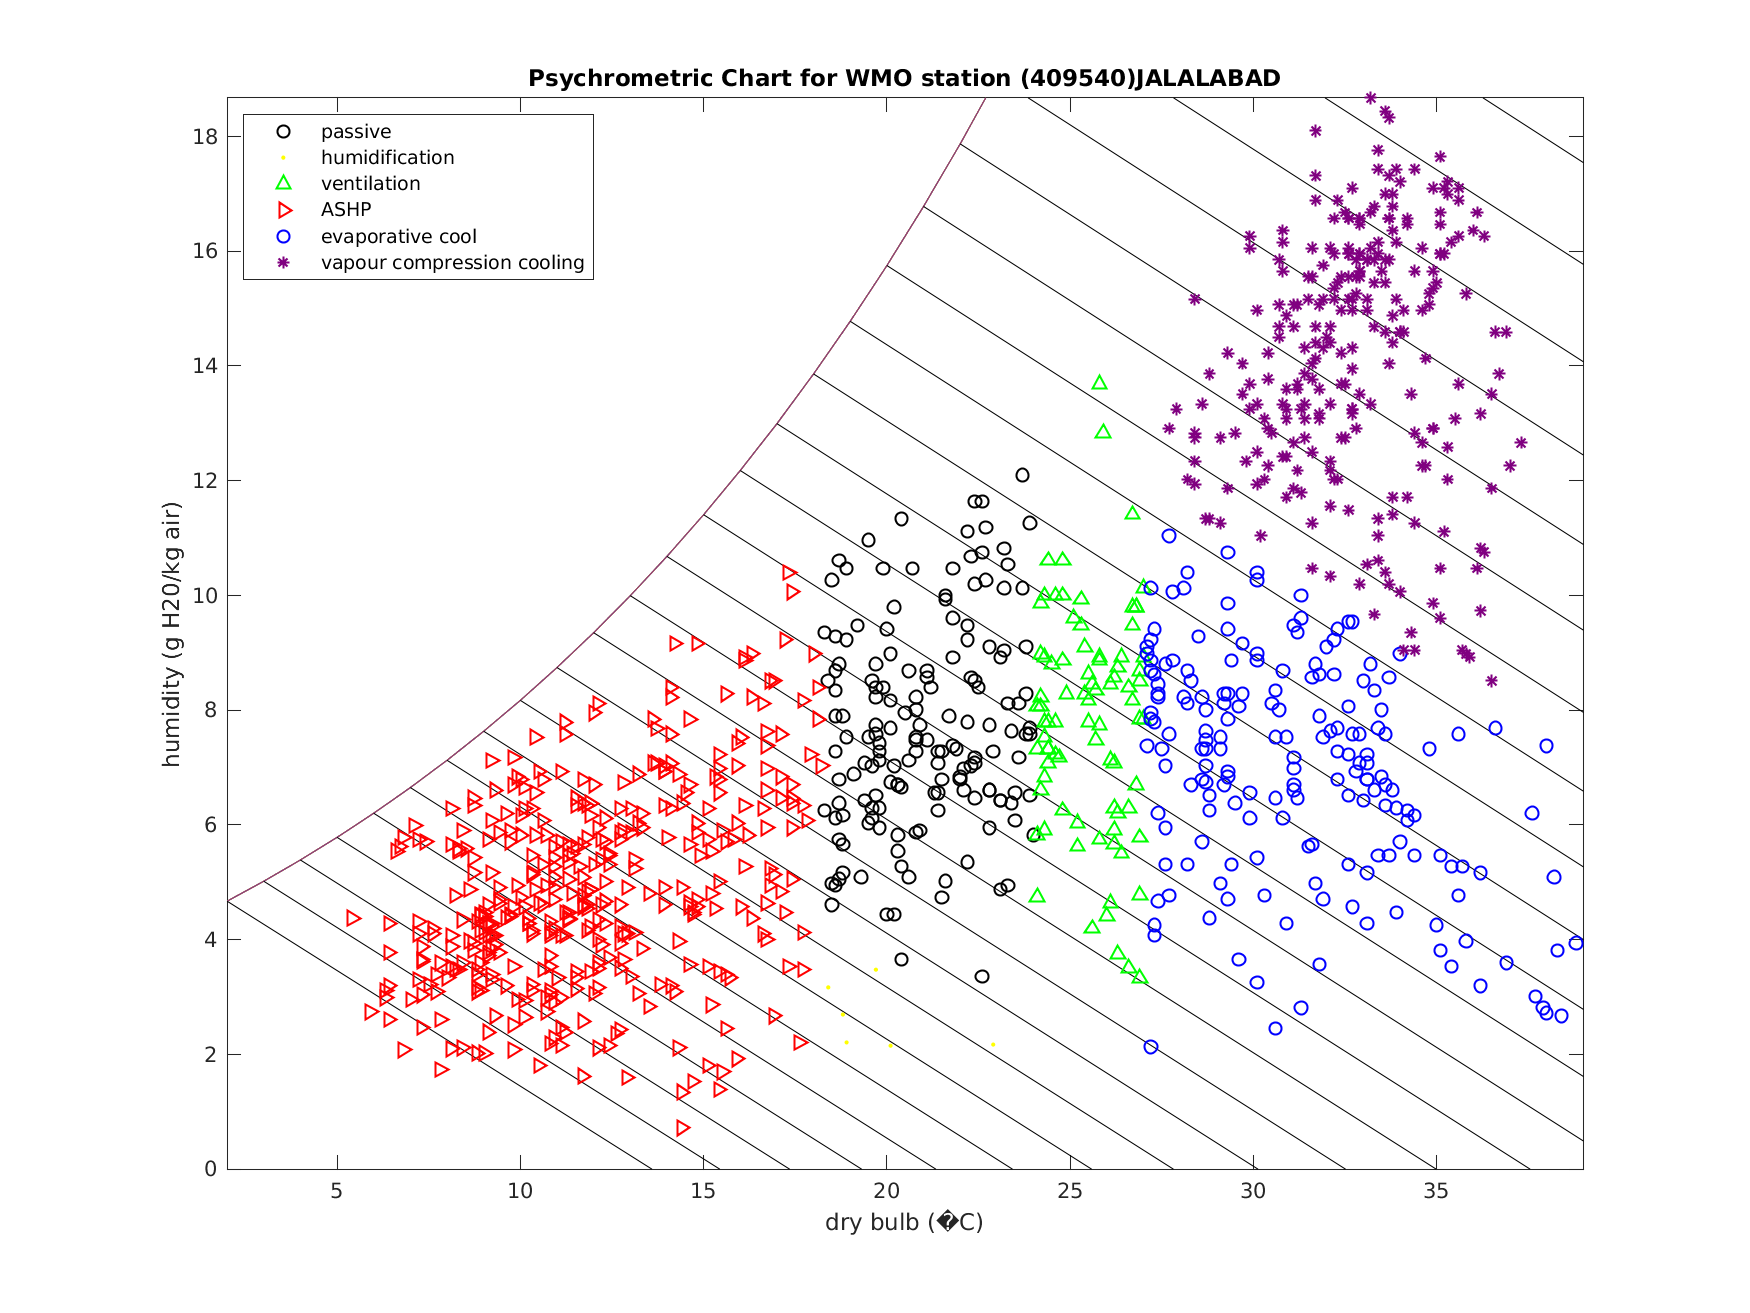 Psychrometric Chart for WMO station (409540)JALALABAD
passive
humidification
ventilation
ASHP
evaporative cool
vapour compression cooling
18
16
14
12
10
8
6
4
2
0
humidity (g H20/kg air)
5
10
15
20
25
30
35
dry bulb (�C)